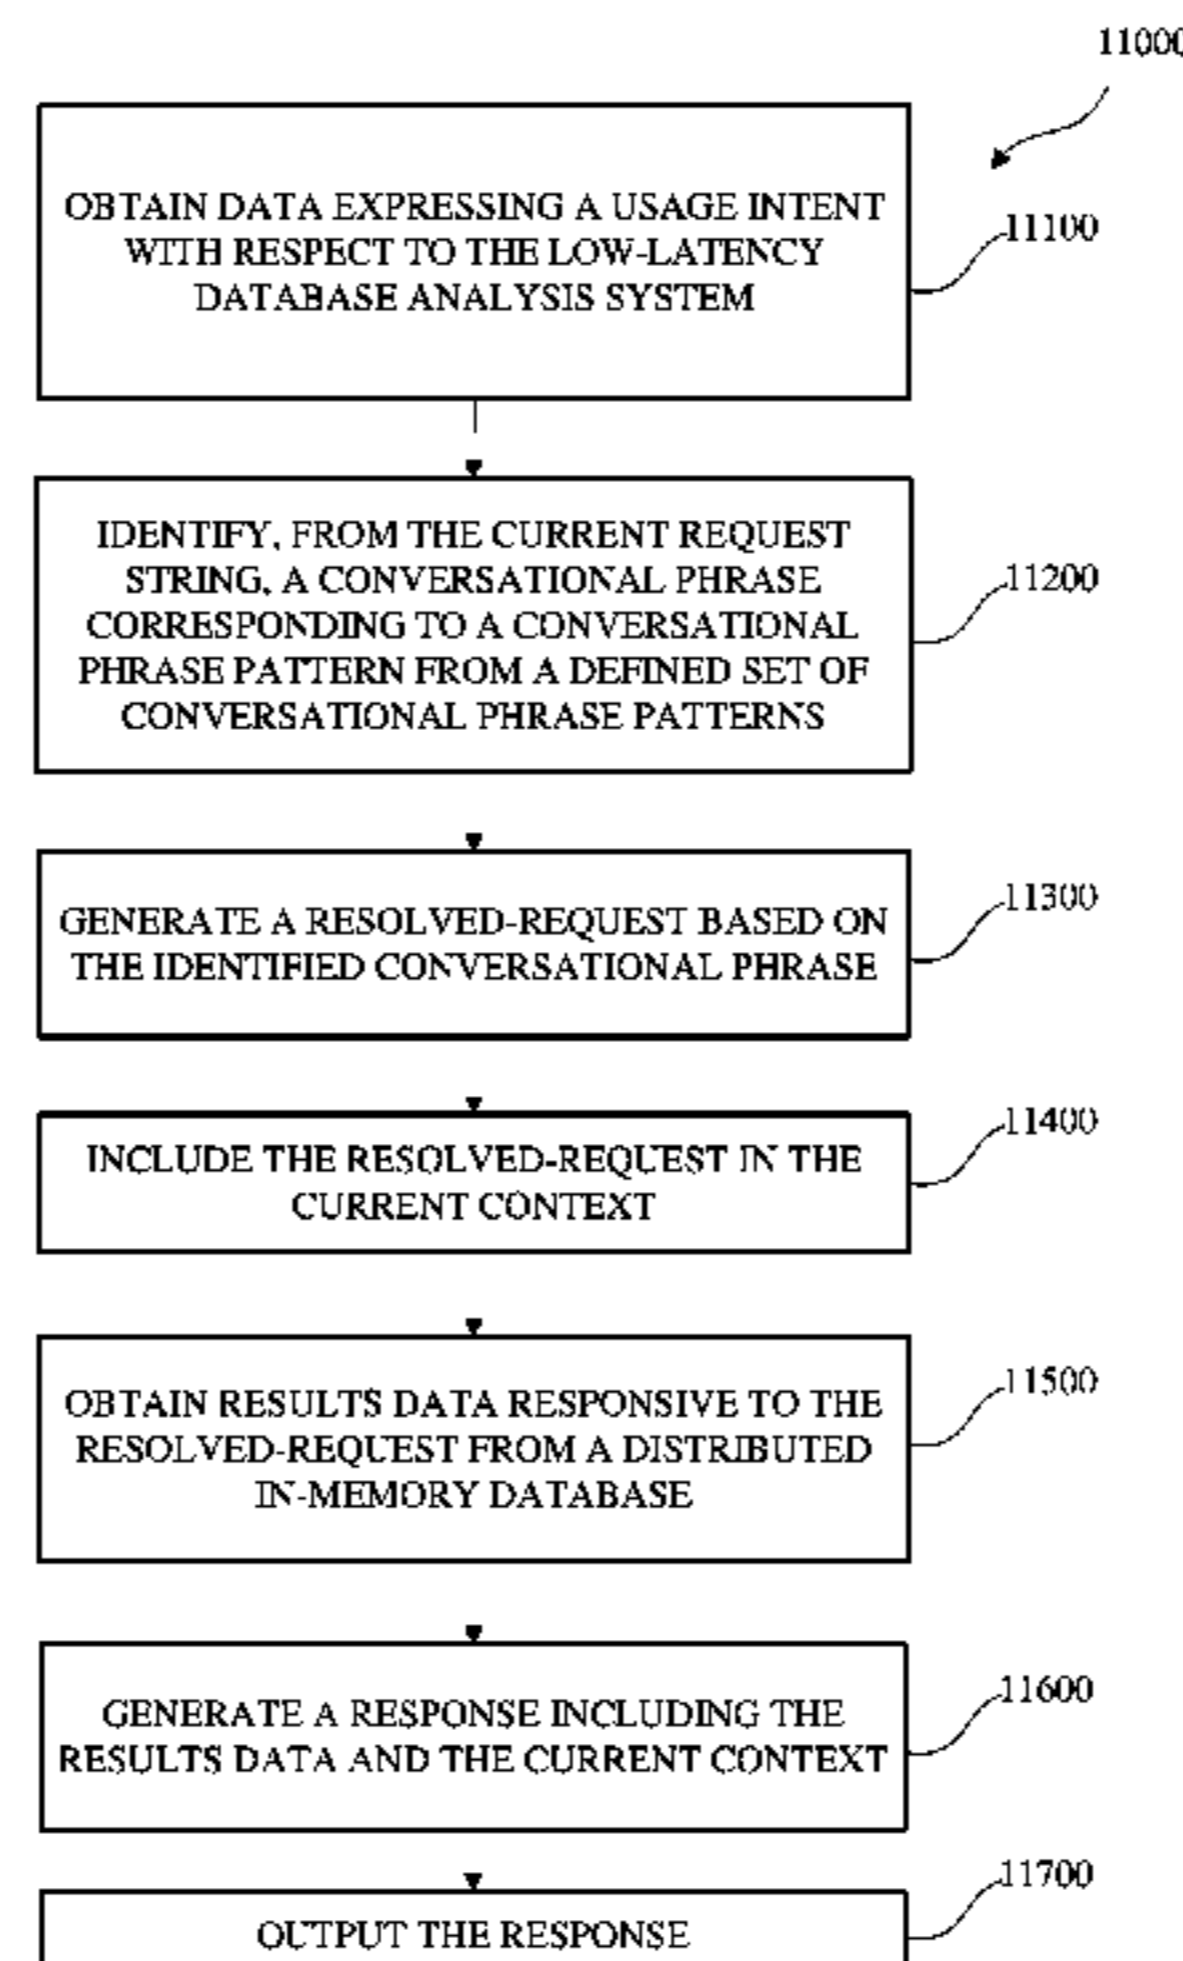 11000
OBTAIN DATA EXPRESSING A USAGE INTENT
WITH RESPECT TO THE LOW-LATENCY
DATABASE ANALYSIS SYSTEM
11100
IDENTIFY, FROM THE CURRENT REQUEST
STRING, A CONVERSATIONAL PHRASE
CORRESPONDING TO A CONVERSATIONAL
PHRASE PATTERN FROM A DEFINED SET OF
CONVERSATIONAL PHRASE PATTERNS
11200
GENERATE A RESOLVED-REQUEST BASED ON
THE IDENTIFIED CONVERSATIONAL PHRASE
11300
INCLUDE THE RESOLVED-REQUEST IN THE
CURRENT CONTEXT
11400
OBTAIN RESULTS DATA RESPONSIVE TO THE
RESOLVED-REQUEST FROM A DISTRIBUTED
IN-MEMORY DATABASE
11500
GENERATE A RESPONSE INCLUDING THE
RESULTS DATA AND THE CURRENT CONTEXT
11600
OUTPUT THE RESPONSE
11700